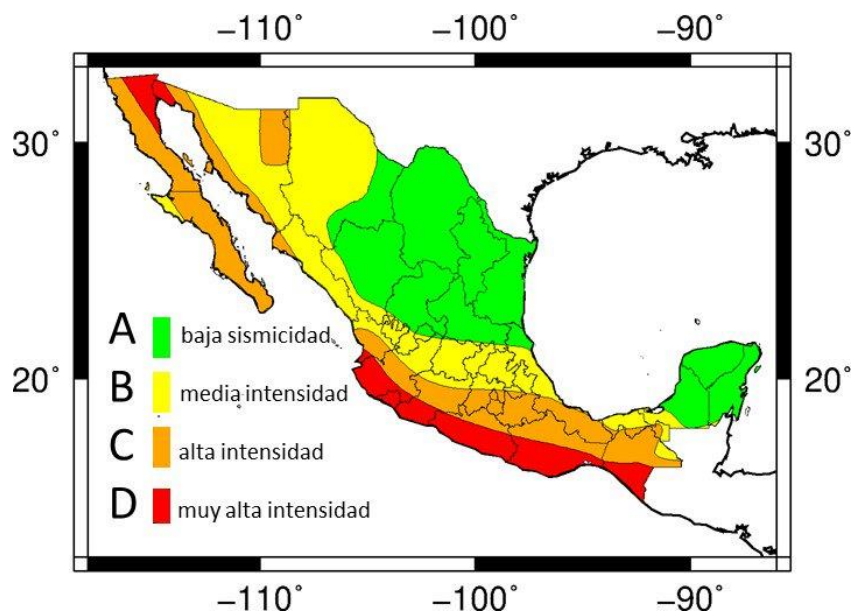 −110° −100° −90°
30° 30°
A baja sismicidad
20° 20°
B media intensidad
C alta intensidad
D muy alta intensidad
−110° −100° −90°